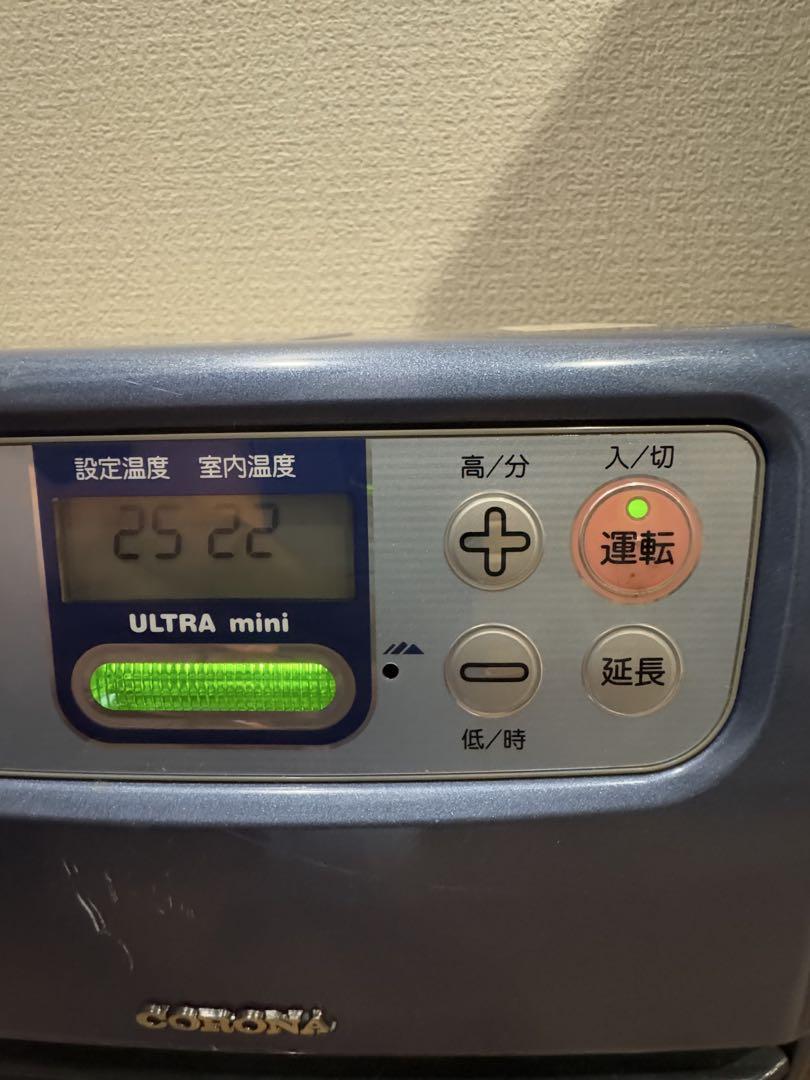 設定温度 室内温度
25 22
ULTRA mini
高/分
入/切
運転
延長
低/時
CORONA